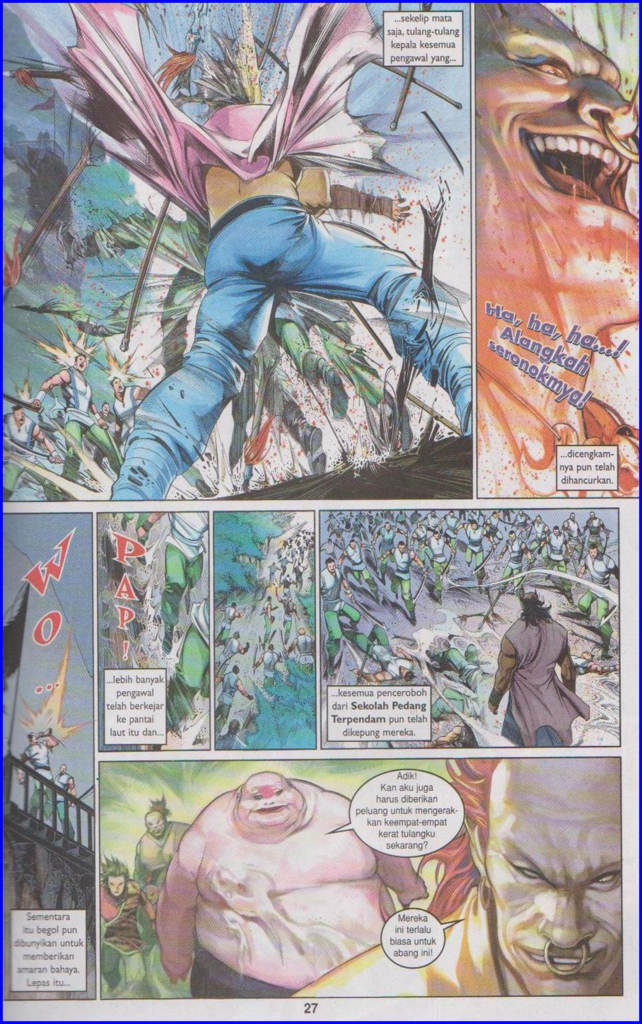 ...sekelip mata
saja, tulang-tulang
kepala kesemua
pengawal yang...
Ha, ha, ha...!
Alangkah
seronoknya!
...dicengkam-
nya pun telah
dihancurkan.
WO...
Sementara
itu begol pun
dibunyikan untuk
memberikan
amaran bahaya.
Lepas itu...
PAP!
...lebih banyak
pengawal
telah berkejar
ke pantai
laut itu dan...
...kesemua penceroboh
dari Sekolah Pedang
Terpendam pun telah
dikepung mereka.
Adik!
Kan aku juga
harus diberikan
peluang untuk mengerak-
kan keempat-empat
kerat tulangku
sekarang?
Mereka
ini terlalu
biasa untuk
abang ini!
27